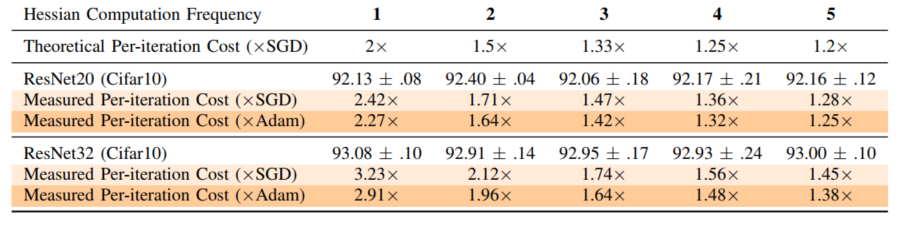 Hessian Computation Frequency 1 2 3 4 5
Theoretical Per-iteration Cost (×SGD) 2× 1.5× 1.33× 1.25× 1.2×
ResNet20 (Cifar10) 92.13 ± .08 92.40 ± .04 92.06 ± .18 92.17 ± .21 92.16 ± .12
Measured Per-iteration Cost (×SGD) 2.42× 1.71× 1.47× 1.36× 1.28×
Measured Per-iteration Cost (×Adam) 2.27× 1.64× 1.42× 1.32× 1.25×
ResNet32 (Cifar10) 93.08 ± .10 92.91 ± .14 92.95 ± .17 92.93 ± .24 93.00 ± .10
Measured Per-iteration Cost (×SGD) 3.23× 2.12× 1.74× 1.56× 1.45×
Measured Per-iteration Cost (×Adam) 2.91× 1.96× 1.64× 1.48× 1.38×